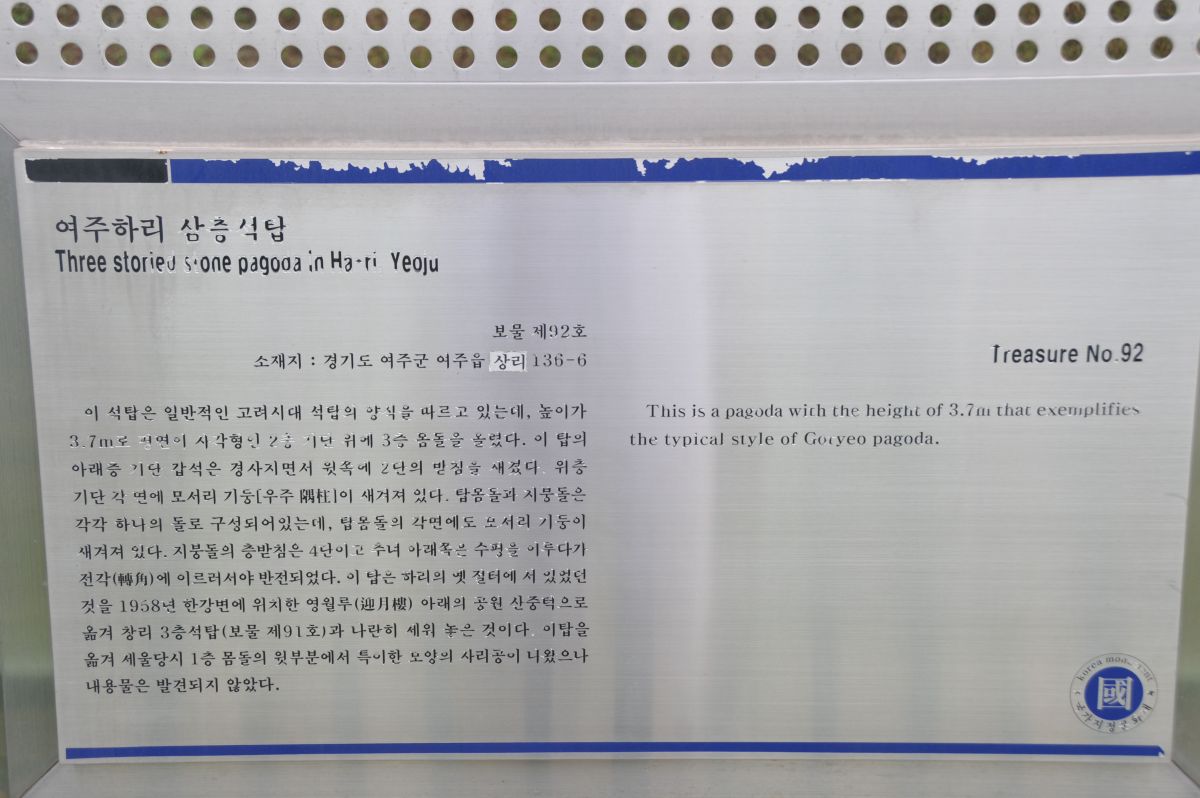 여주하리 삼층석탑
Three storied stone pagoda in Ha-ri Yeoju
보물 제92호
소재지 : 경기도 여주군 여주읍 상리 136-6
이 석탑은 일반적인 고려시대 석탑의 양식을 따르고 있는데, 높이가
3.7m로 평면이 사각형인 2층 기단 위에 3층 몸돌을 올렸다. 이 탑의
아래층 기단 갑석은 경사지면서 윗쪽에 2단의 받침을 새겼다. 위층
기단 각 면에 모서리 기둥[우주 隅柱]이 새겨져 있다. 탑몸돌과 지붕돌은
각각 하나의 돌로 구성되어있는데, 탑몸돌의 각면에도 모서리 기둥이
새겨져 있다. 지붕돌의 층받침은 4단이고 추녀 아래쪽은 수평을 이루다가
전각(轉角)에 이르러서야 반전되었다. 이 탑은 하리의 옛 절터에 서 있었던
것을 1958년 한강변에 위치한 영월루(迎月樓) 아래의 공원 산중턱으로
옮겨 창리 3층석탑(보물 제91호)과 나란히 세워 놓은 것이다. 이탑을
옮겨 세울당시 1층 몸돌의 윗부분에서 특이한 모양의 사리공이 나왔으나
내용물은 발견되지 않았다.
Treasure No.92
This is a pagoda with the height of 3.7m that exemplifies
the typical style of Goryeo pagoda.
korea
國
국가지정문화재